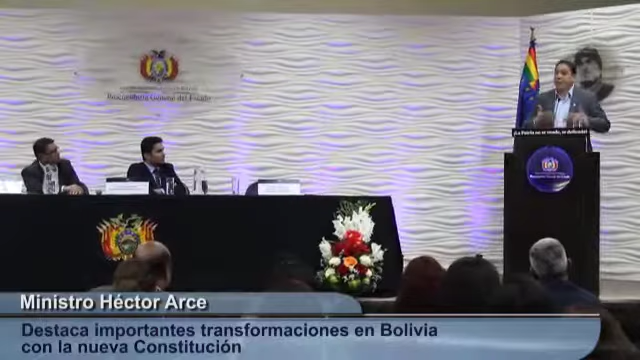 Procuraduría General del Estado
¡La Patria no se vende, se defiende!
Ministro Héctor Arce
Destaca importantes transformaciones en Bolivia
con la nueva Constitución